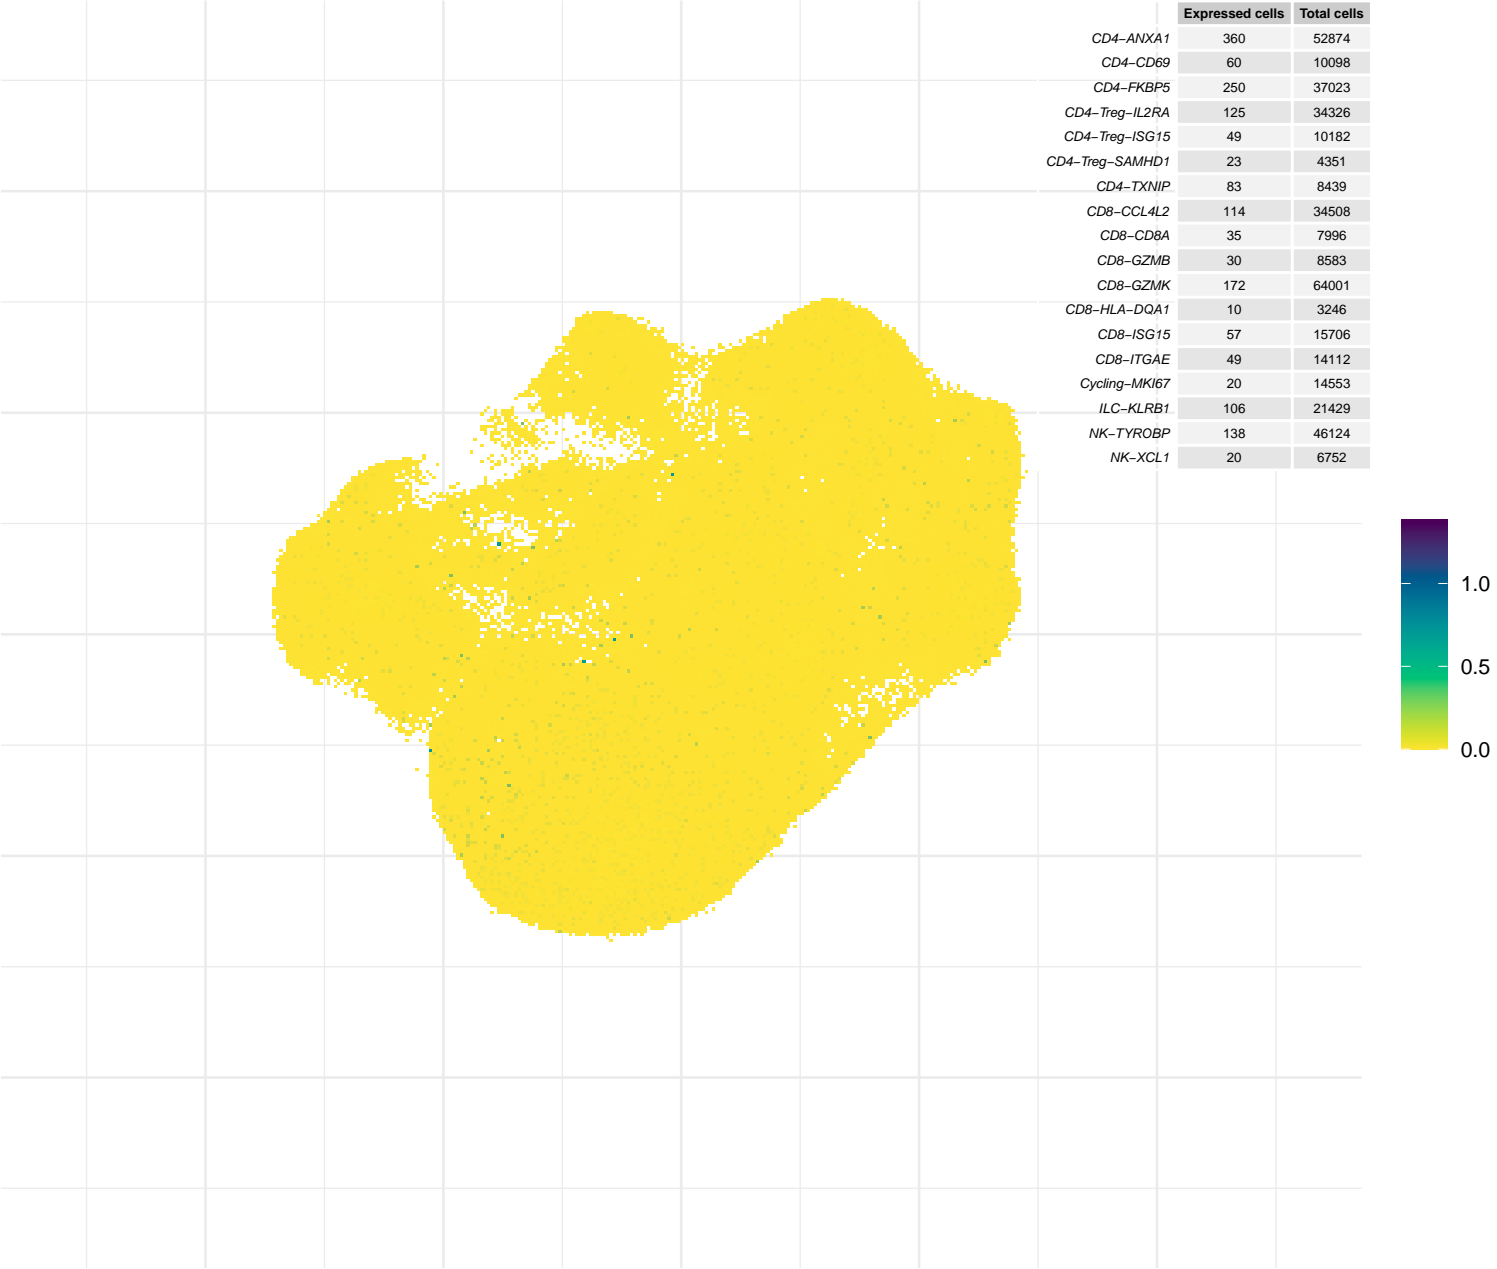 Expressed cells Total cells
CD4−ANXA1 360 52874
CD4−CD69 60 10098
CD4−FKBP5 250 37023
CD4−Treg−IL2RA 125 34326
CD4−Treg−ISG15 49 10182
CD4−Treg−SAMHD1 23 4351
CD4−TXNIP 83 8439
CD8−CCL4L2 114 34508
CD8−CD8A 35 7996
CD8−GZMB 30 8583
CD8−GZMK 172 64001
CD8−HLA−DQA1 10 3246
CD8−ISG15 57 15706
CD8−ITGAE 49 14112
Cycling−MKI67 20 14553
ILC−KLRB1 106 21429
NK−TYROBP 138 46124
NK−XCL1 20 6752
1.0
0.5
0.0